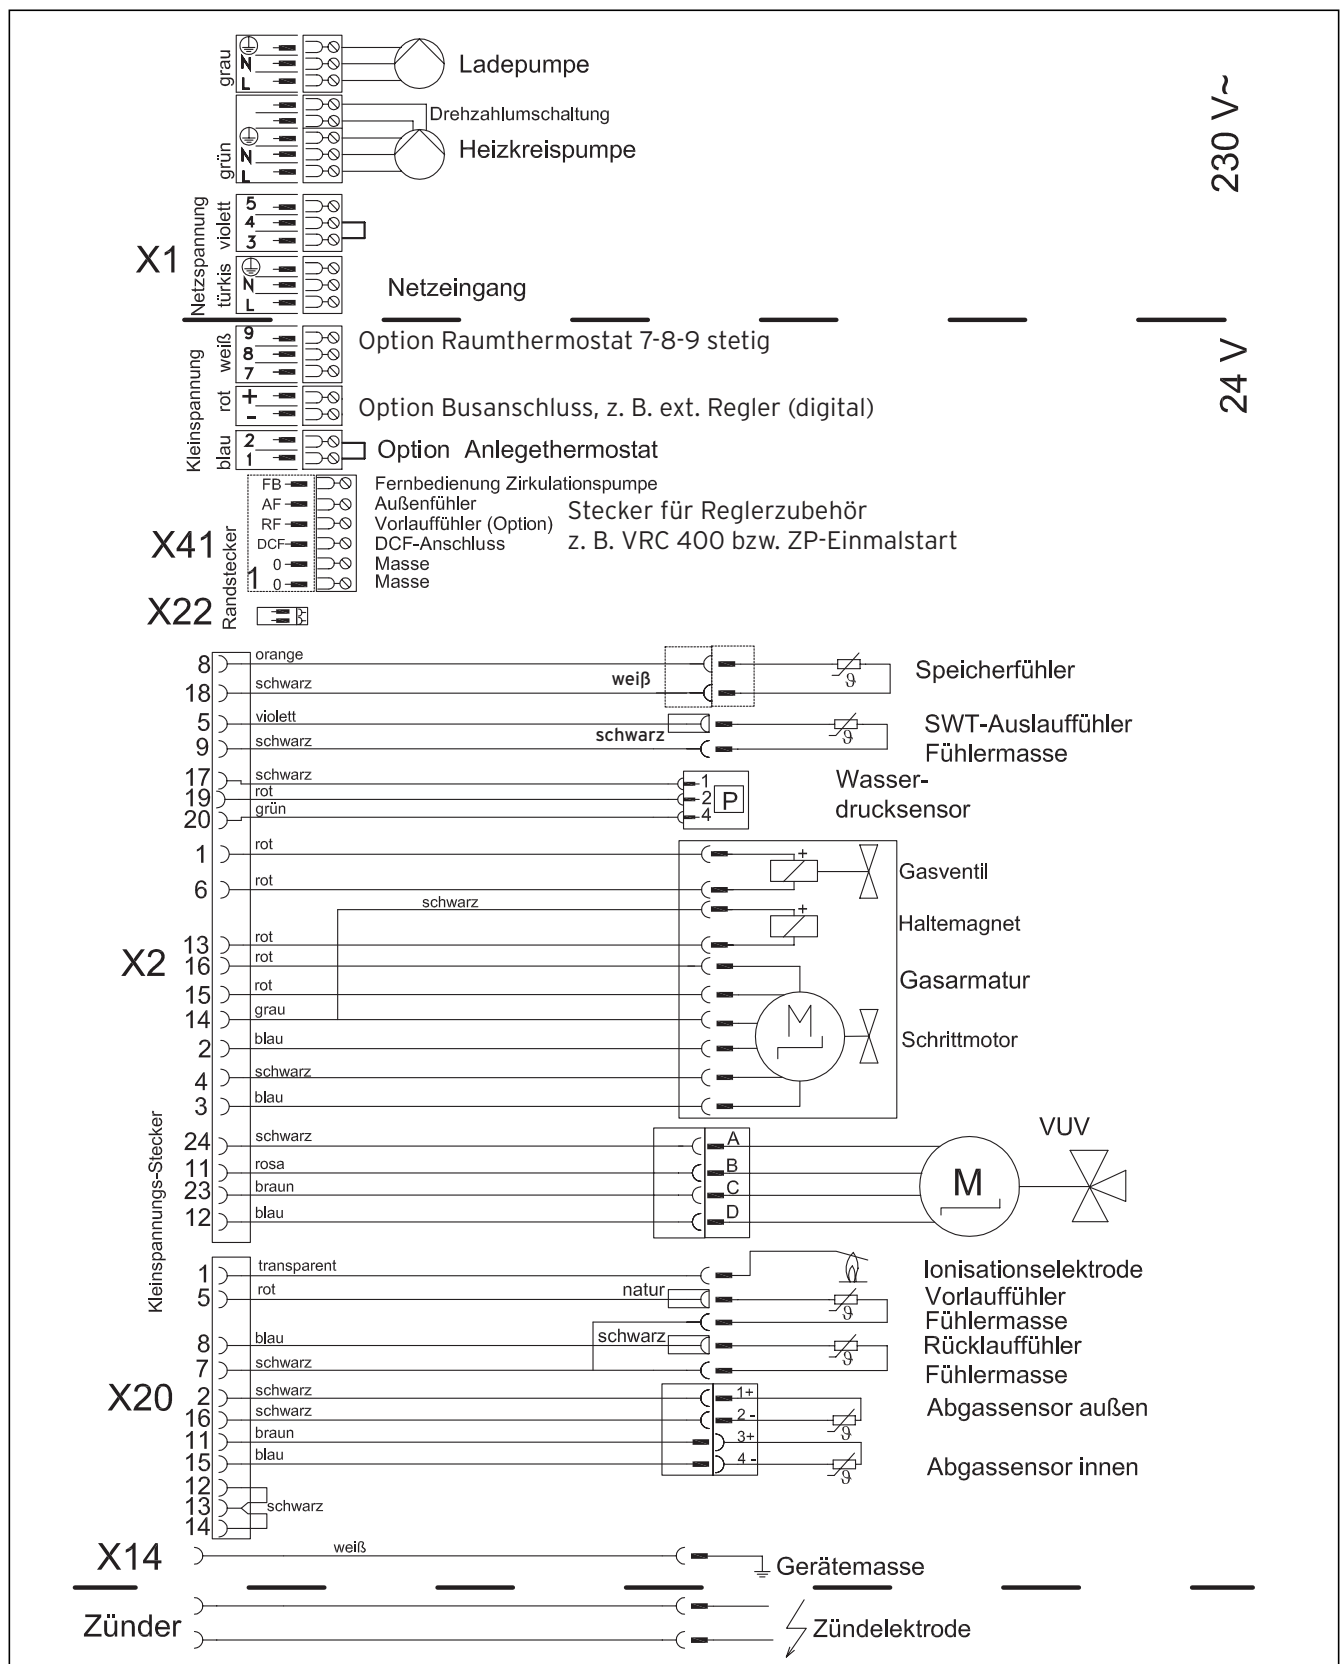 grau
N
L
Ladepumpe
Drehzahlumschaltung
grün
N
L
Heizkreispumpe
230 V~
X1
Netzspannung
violett
5
4
3
türkis
N
L
Netzeingang
Kleinspannung
weiß
9
8
7
Option Raumthermostat 7-8-9 stetig
24 V
rot
+
-
Option Busanschluss, z. B. ext. Regler (digital)
blau
2
1
Option Anlegethermostat
X41
Randstecker
FB Fernbedienung Zirkulationspumpe
AF Außenfühler
RF Vorlauffühler (Option)
DCF DCF-Anschluss
0 Masse
1 0 Masse
Stecker für Reglerzubehör
z. B. VRC 400 bzw. ZP-Einmalstart
X22
X2
Kleinspannungs-Stecker
8 orange
18 schwarz
weiß
Speicherfühler
5 violett
9 schwarz
schwarz
SWT-Auslauffühler
Fühlermasse
17 schwarz 1
19 rot 2
20 grün 4
P
Wasser-
drucksensor
1 rot +
Gasventil
6 rot
schwarz +
Haltemagnet
13 rot
16 rot
Gasarmatur
15 rot
14 grau
M
2 blau
Schrittmotor
4 schwarz
3 blau
24 schwarz A
11 rosa B
23 braun C
12 blau D
M
VUV
X20
1 transparent
Ionisationselektrode
5 rot natur ϑ
Vorlauffühler
Fühlermasse
8 blau schwarz ϑ
Rücklauffühler
7 schwarz
Fühlermasse
2 schwarz 1+
16 schwarz 2 - ϑ
Abgassensor außen
11 braun 3+
15 blau 4 - ϑ
Abgassensor innen
12
13 schwarz
14
X14 weiß Gerätemasse
Zünder Zündelektrode